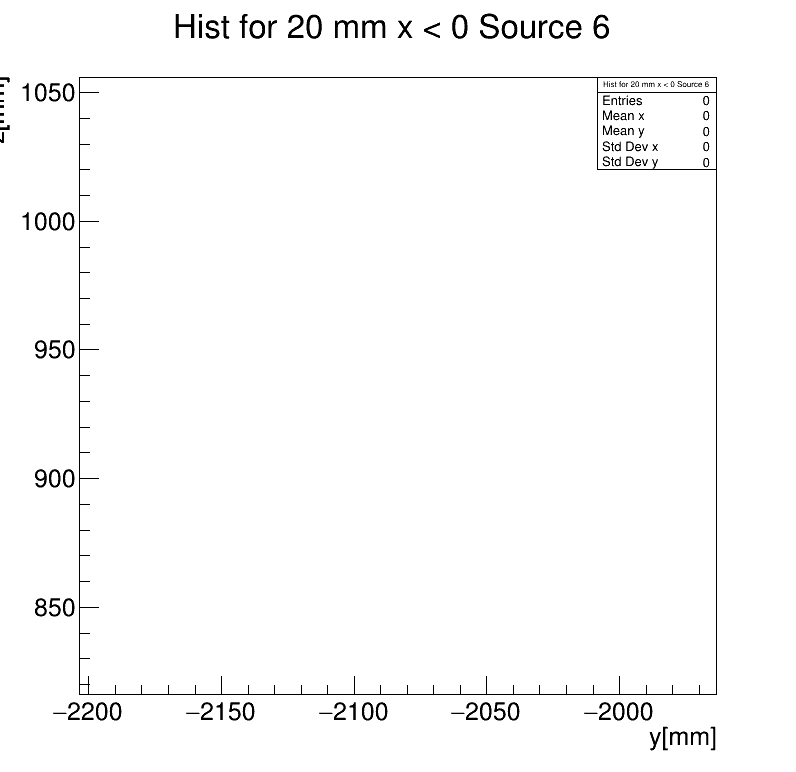 Hist for 20 mm x < 0 Source 6
z[mm]
1050
1000
950
900
850
Hist for 20 mm x < 0 Source 6
Entries 0
Mean x 0
Mean y 0
Std Dev x 0
Std Dev y 0
−2200 −2150 −2100 −2050 −2000
y[mm]